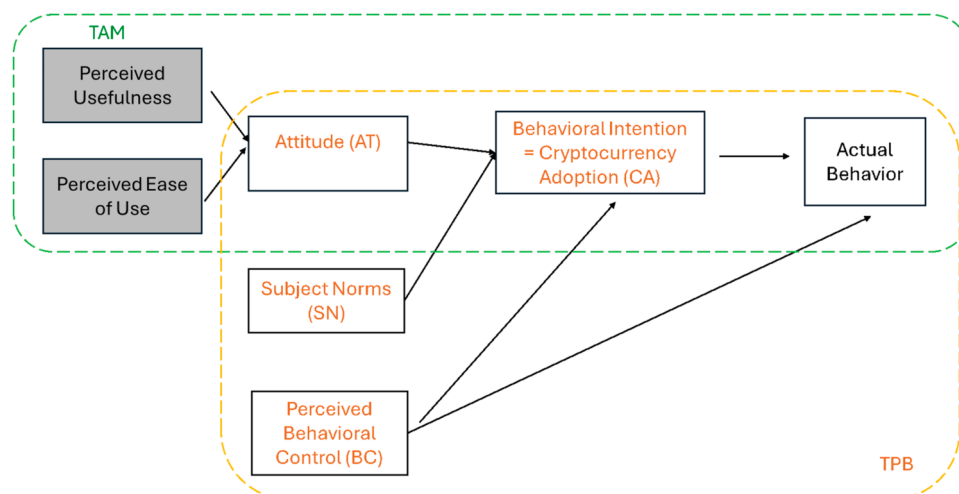 TAM
Perceived
Usefulness
Perceived Ease
of Use
Attitude (AT)
Behavioral Intention
= Cryptocurrency
Adoption (CA)
Actual
Behavior
Subject Norms
(SN)
Perceived
Behavioral
Control (BC)
TPB